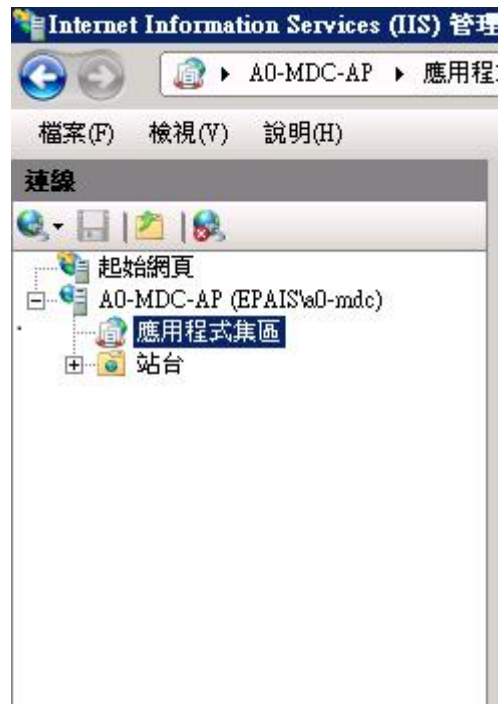 Internet Information Services (IIS) 管理
A0-MDC-AP 應用程
檔案(F) 檢視(V) 說明(H)
連線
起始網頁
A0-MDC-AP (EPAIS\a0-mdc)
應用程式集區
站台